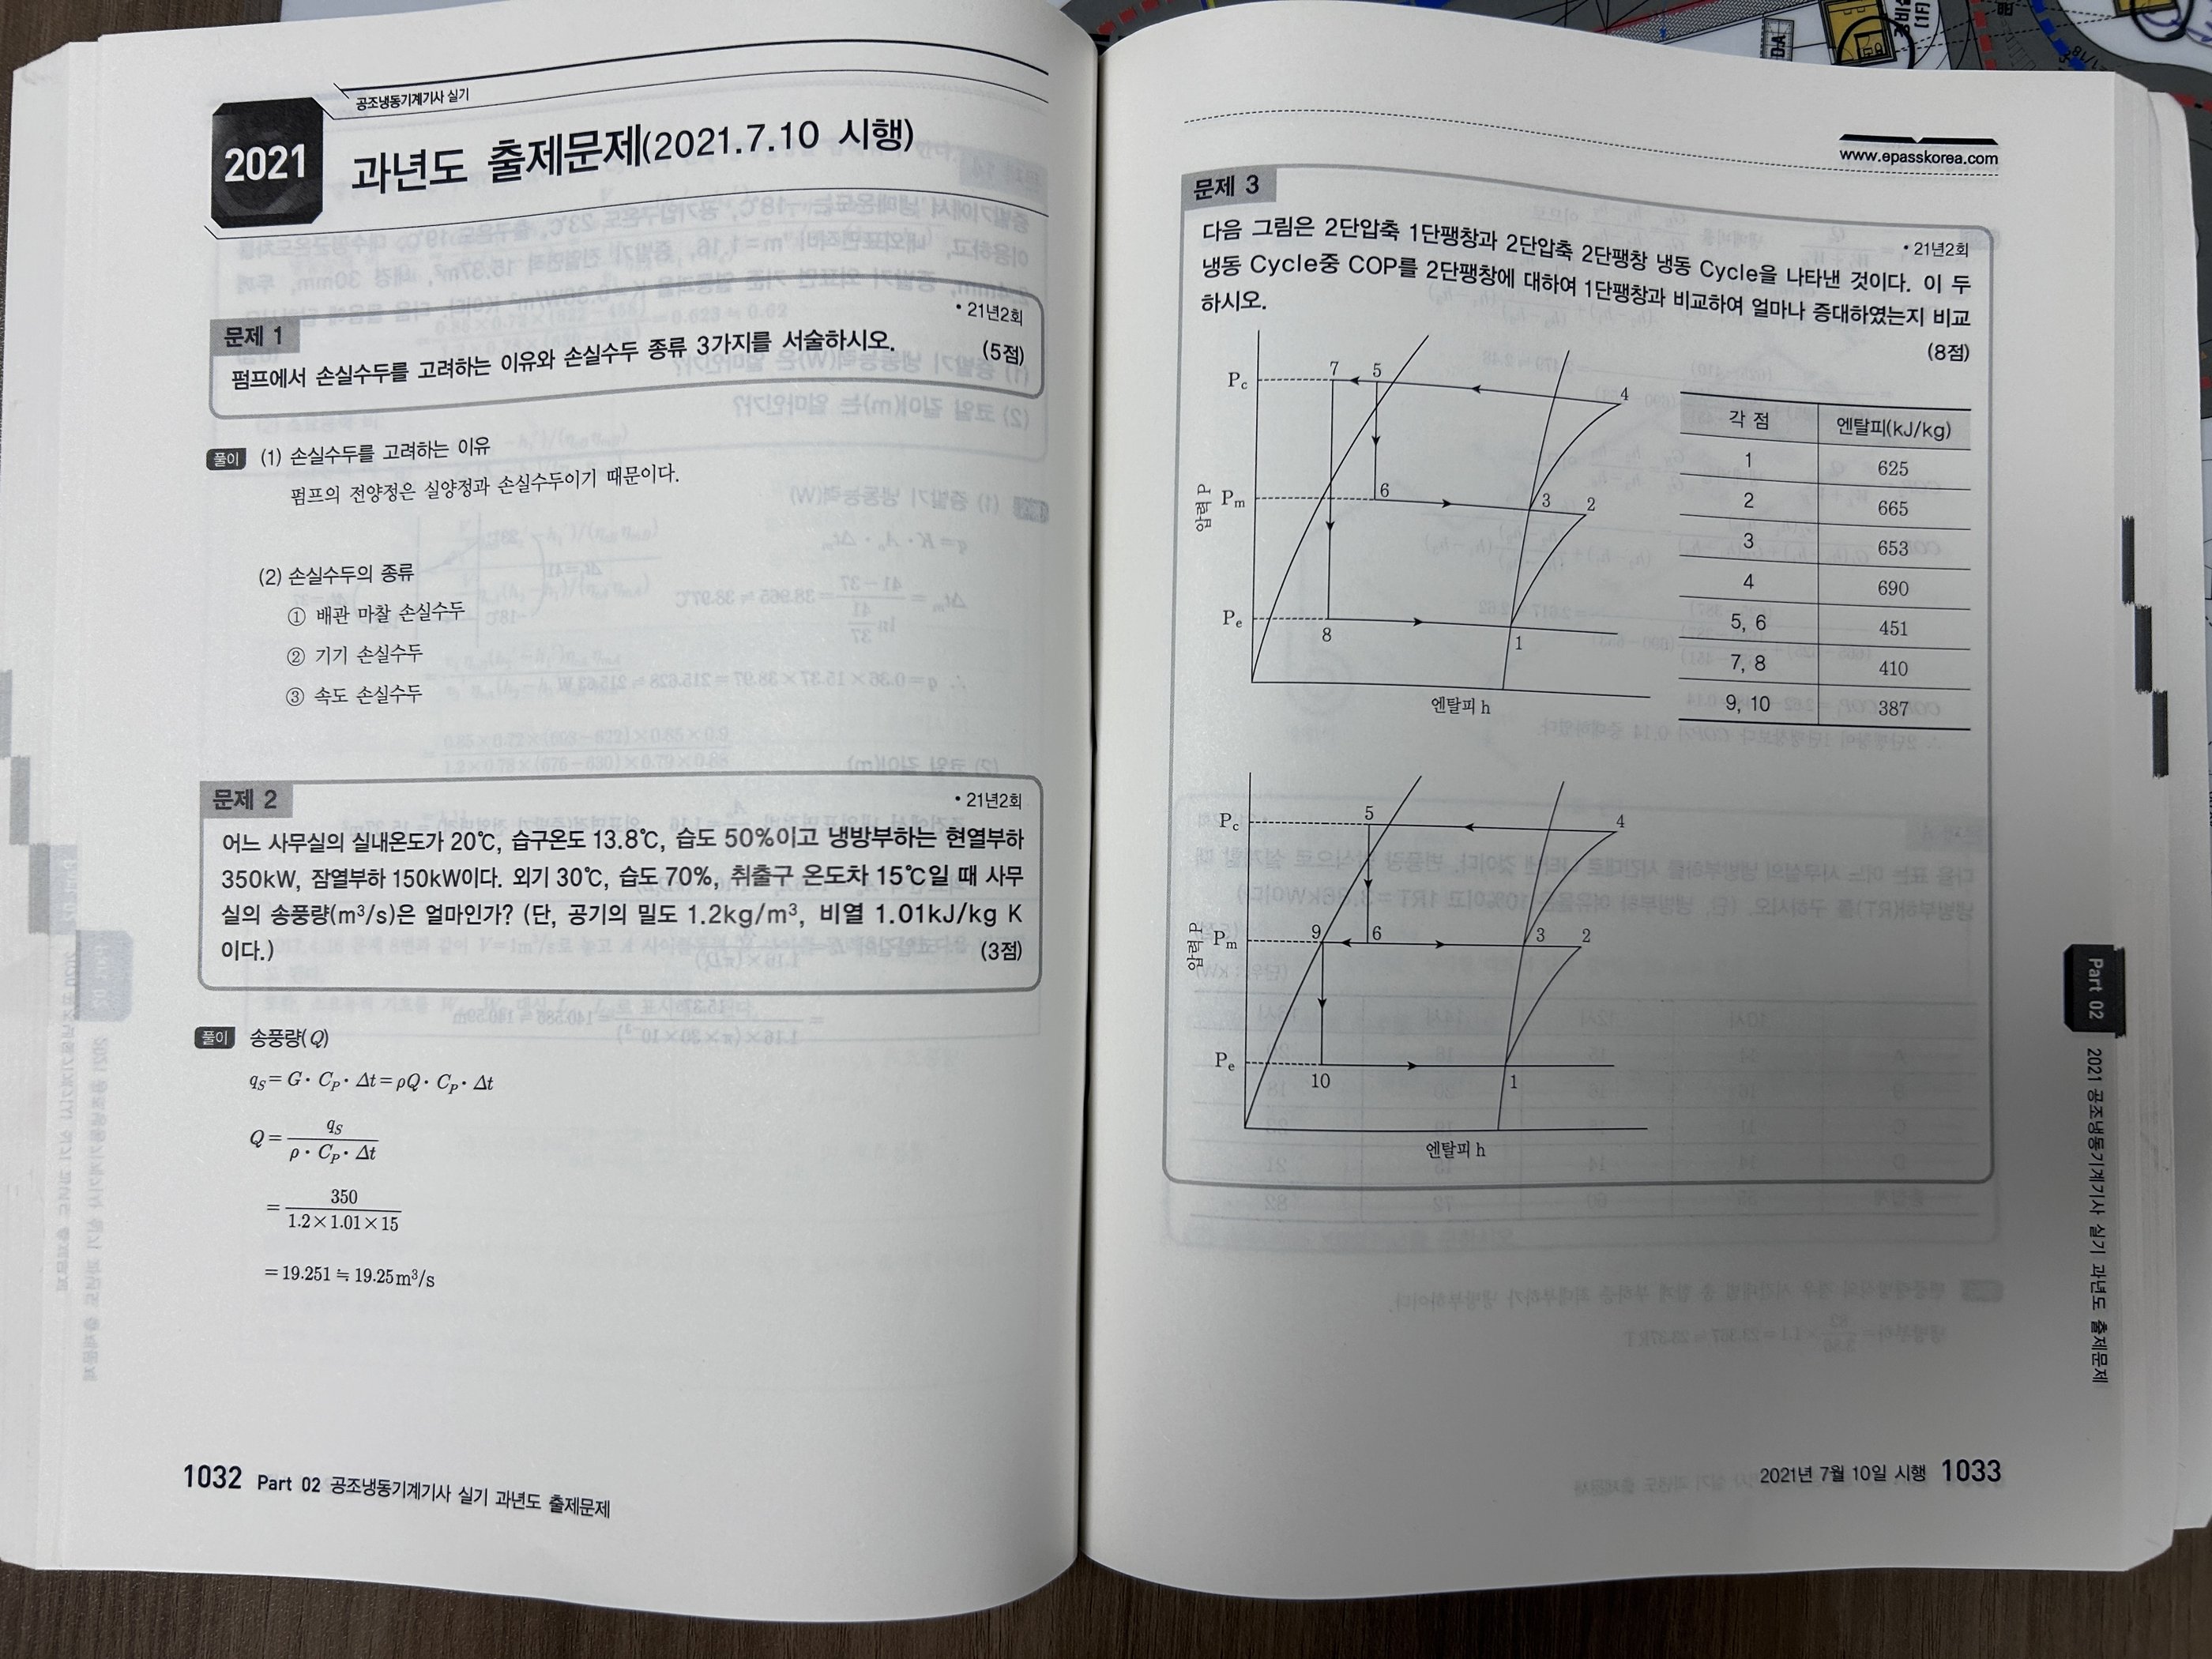 공조냉동기계기사 실기
2021 과년도 출제문제(2021.7.10 시행)
문제 1
• 21년2회
펌프에서 손실수두를 고려하는 이유와 손실수두 종류 3가지를 서술하시오.
(5점)
풀이 (1) 손실수두를 고려하는 이유
펌프의 전양정은 실양정과 손실수두이기 때문이다.
(2) 손실수두의 종류
① 배관 마찰 손실수두
② 기기 손실수두
③ 속도 손실수두
문제 2
• 21년2회
어느 사무실의 실내온도가 20℃, 습구온도 13.8℃, 습도 50%이고 냉방부하는 현열부하
350kW, 잠열부하 150kW이다. 외기 30℃, 습도 70%, 취출구 온도차 15℃일 때 사무
실의 송풍량(m³/s)은 얼마인가? (단, 공기의 밀도 1.2kg/m³, 비열 1.01kJ/kg K
이다.) (3점)
풀이 송풍량(Q)
qS = G · CP · Δt = ρQ · CP · Δt
Q = qS / (ρ · CP · Δt)
= 350 / (1.2×1.01×15)
= 19.251 ≒ 19.25m³/s
1032 Part 02 공조냉동기계기사 실기 과년도 출제문제
www.epasskorea.com
문제 3
• 21년2회
다음 그림은 2단압축 1단팽창과 2단압축 2단팽창 냉동 Cycle을 나타낸 것이다. 이 두
냉동 Cycle중 COP를 2단팽창에 대하여 1단팽창과 비교하여 얼마나 증대하였는지 비교
하시오.
(8점)
Pc 7 5 4
압력 P Pm 6 3 2
Pe 8 1
엔탈피 h
각 점 엔탈피(kJ/kg)
1 625
2 665
3 653
4 690
5, 6 451
7, 8 410
9, 10 387
Pc 5 4
압력 P Pm 9 6 3 2
Pe 10 1
엔탈피 h
Part 02 2021 공조냉동기계기사 실기 과년도 출제문제
2021년 7월 10일 시행 1033